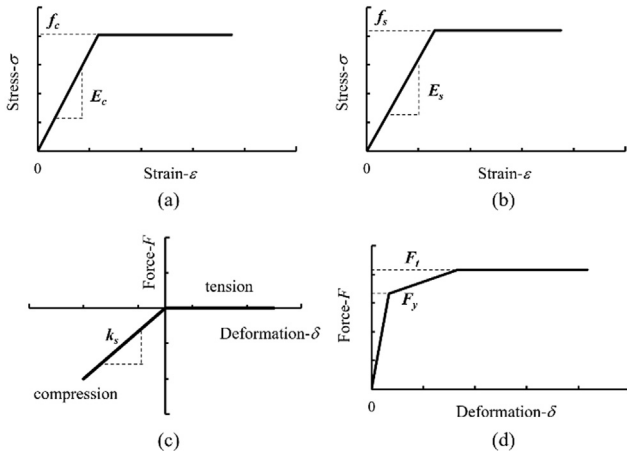 f_c
Stress-σ
E_c
0
Strain-ε
(a)
f_s
Stress-σ
E_s
0
Strain-ε
(b)
Force-F
tension
k_s
Deformation-δ
compression
(c)
F_t
F_y
Force-F
0
Deformation-δ
(d)